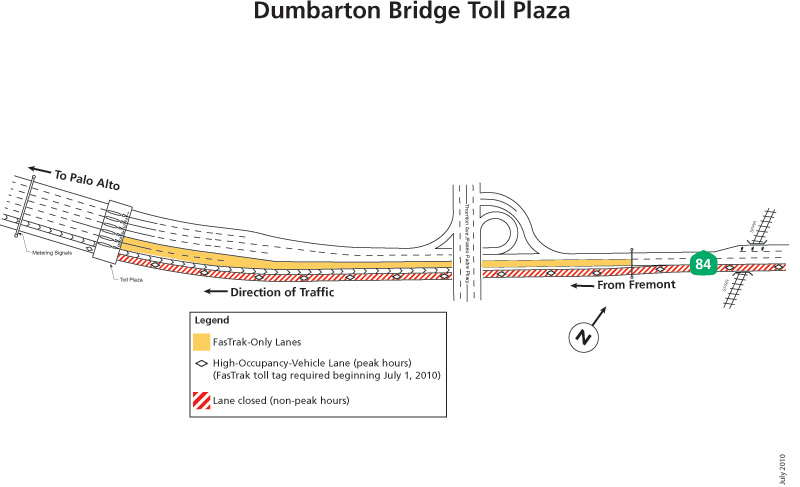 Dumbarton Bridge Toll Plaza
To Palo Alto
Metering Signals
Toll Plaza
Thornton Ave./Paseo Padre Pkwy.
84
From Fremont
Direction of Traffic
N
Legend
FasTrak-Only Lanes
High-Occupancy-Vehicle Lane (peak hours)
(FasTrak toll tag required beginning July 1, 2010)
Lane closed (non-peak hours)
July 2010